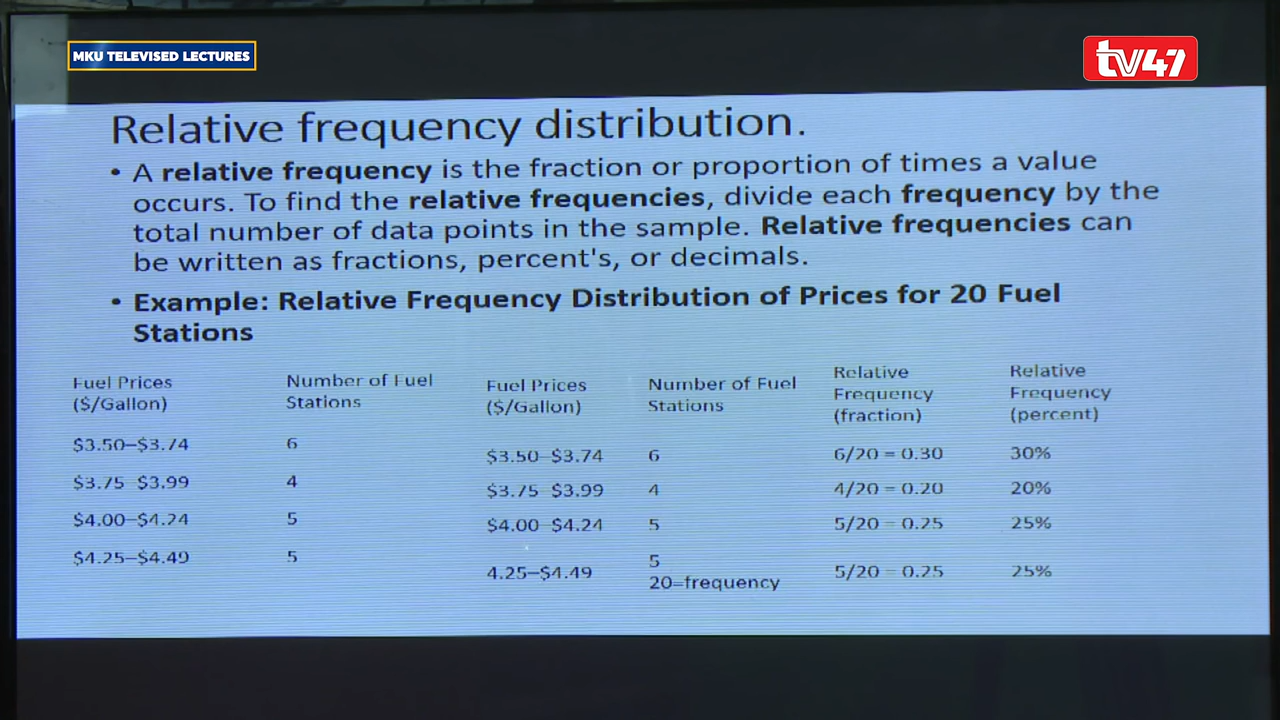 MKU TELEVISED LECTURES
tv47
Relative frequency distribution.
• A relative frequency is the fraction or proportion of times a value
occurs. To find the relative frequencies, divide each frequency by the
total number of data points in the sample. Relative frequencies can
be written as fractions, percent's, or decimals.
• Example: Relative Frequency Distribution of Prices for 20 Fuel
Stations
Fuel Prices
($/Gallon)
Number of Fuel
Stations
$3.50–$3.74 6
$3.75–$3.99 4
$4.00–$4.24 5
$4.25–$4.49 5
Fuel Prices
($/Gallon)
Number of Fuel
Stations
Relative
Frequency
(fraction)
Relative
Frequency
(percent)
$3.50–$3.74 6 6/20 = 0.30 30%
$3.75–$3.99 4 4/20 = 0.20 20%
$4.00–$4.24 5 5/20 = 0.25 25%
5
4.25–$4.49 5/20 = 0.25 25%
20=frequency